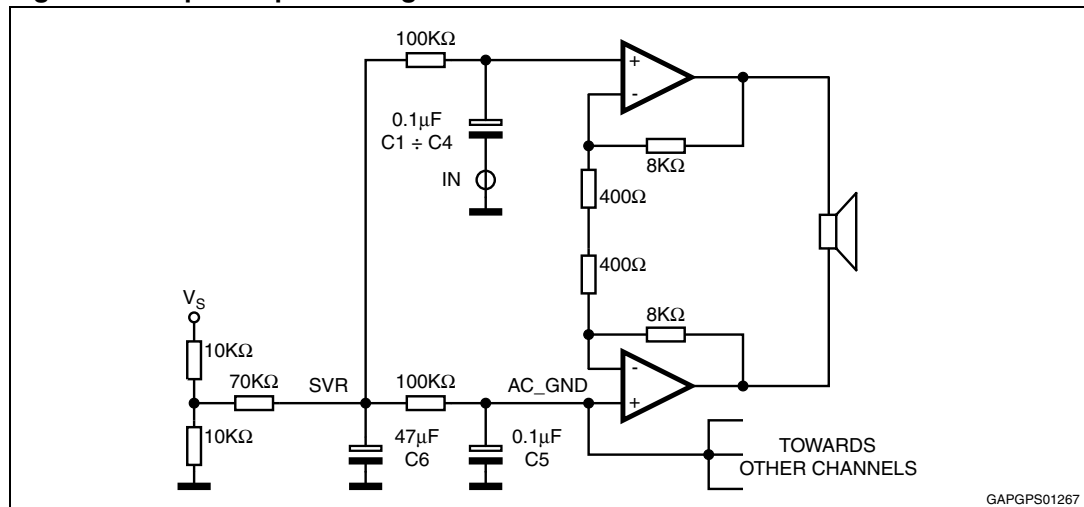 100KΩ
+
-
0.1μF
C1 ÷ C4
8KΩ
IN
400Ω
400Ω
VS
8KΩ
10KΩ
70KΩ
SVR
100KΩ
AC_GND
-
+
10KΩ
47μF
C6
0.1μF
C5
TOWARDS
OTHER CHANNELS
GAPGPS01267